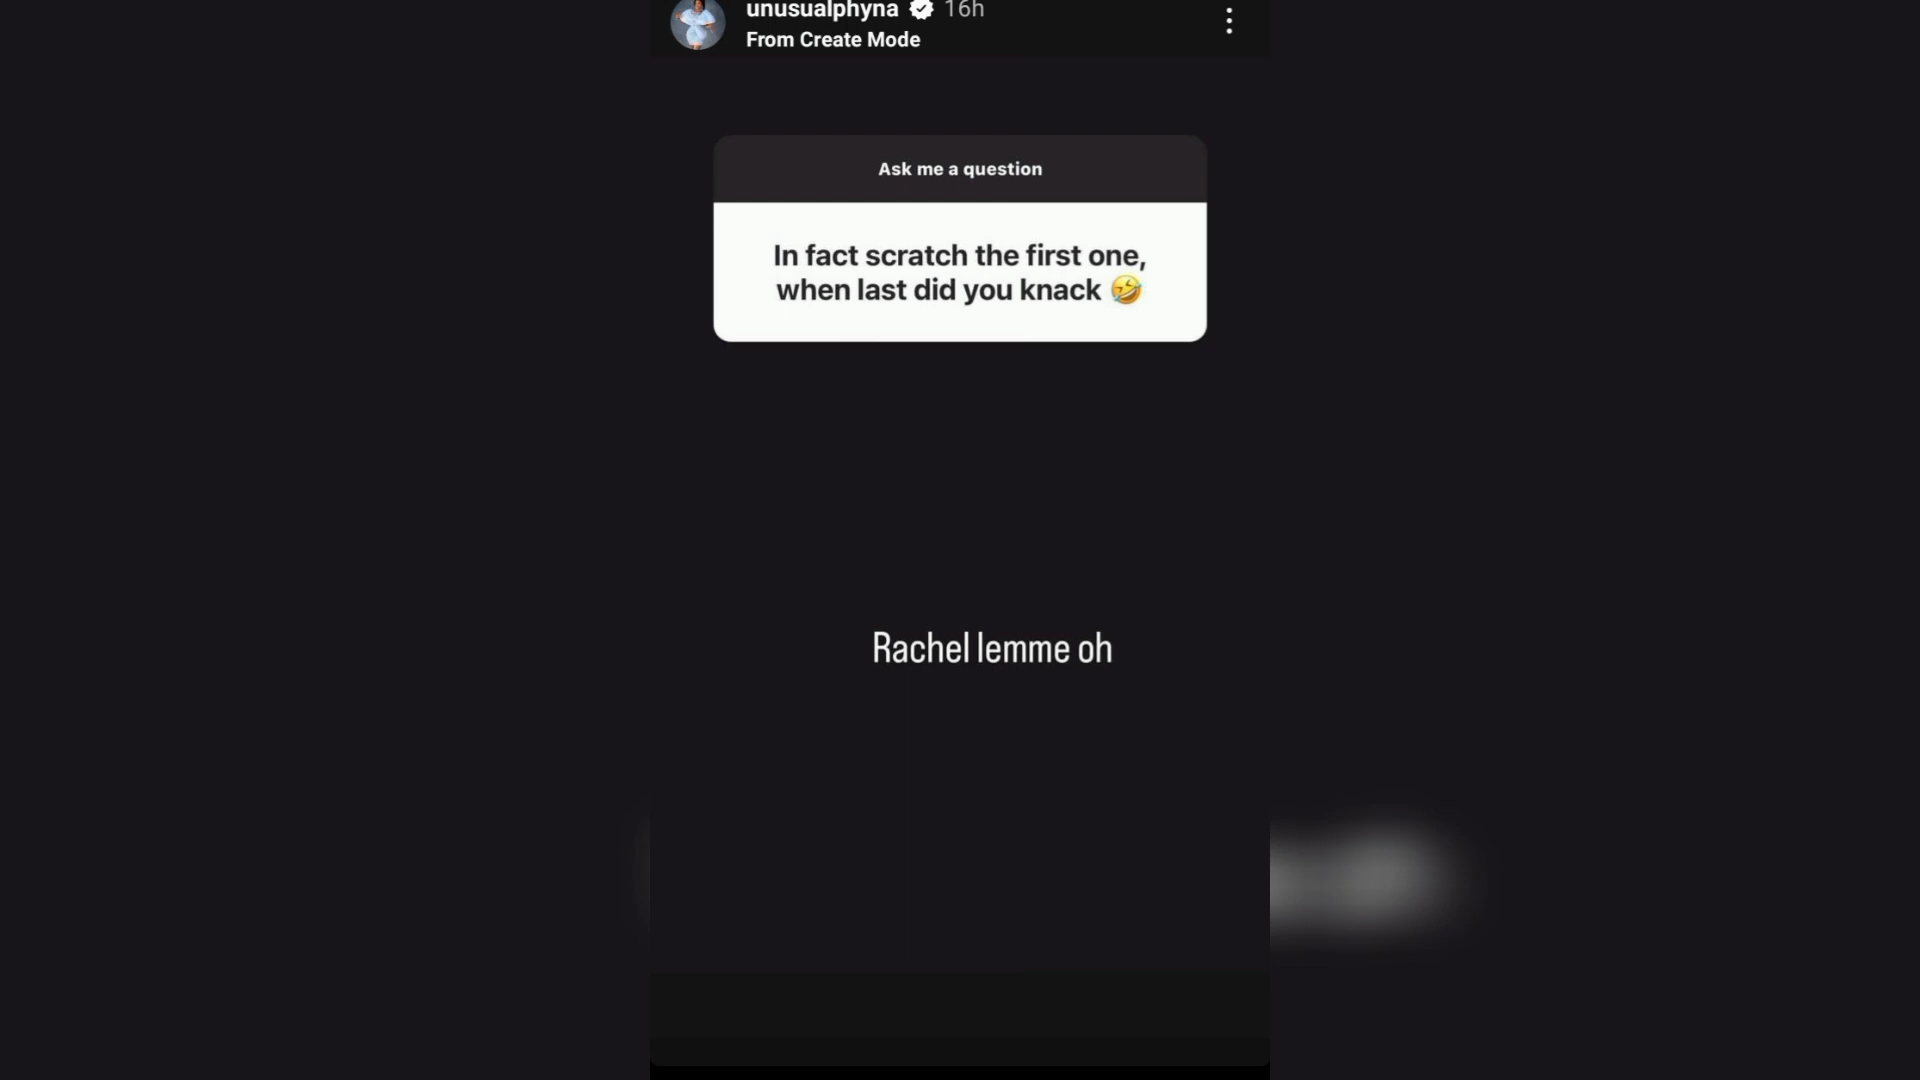 unusualphyna 16h
From Create Mode
Ask me a question
In fact scratch the first one,
when last did you knack 🤣
Rachel lemme oh